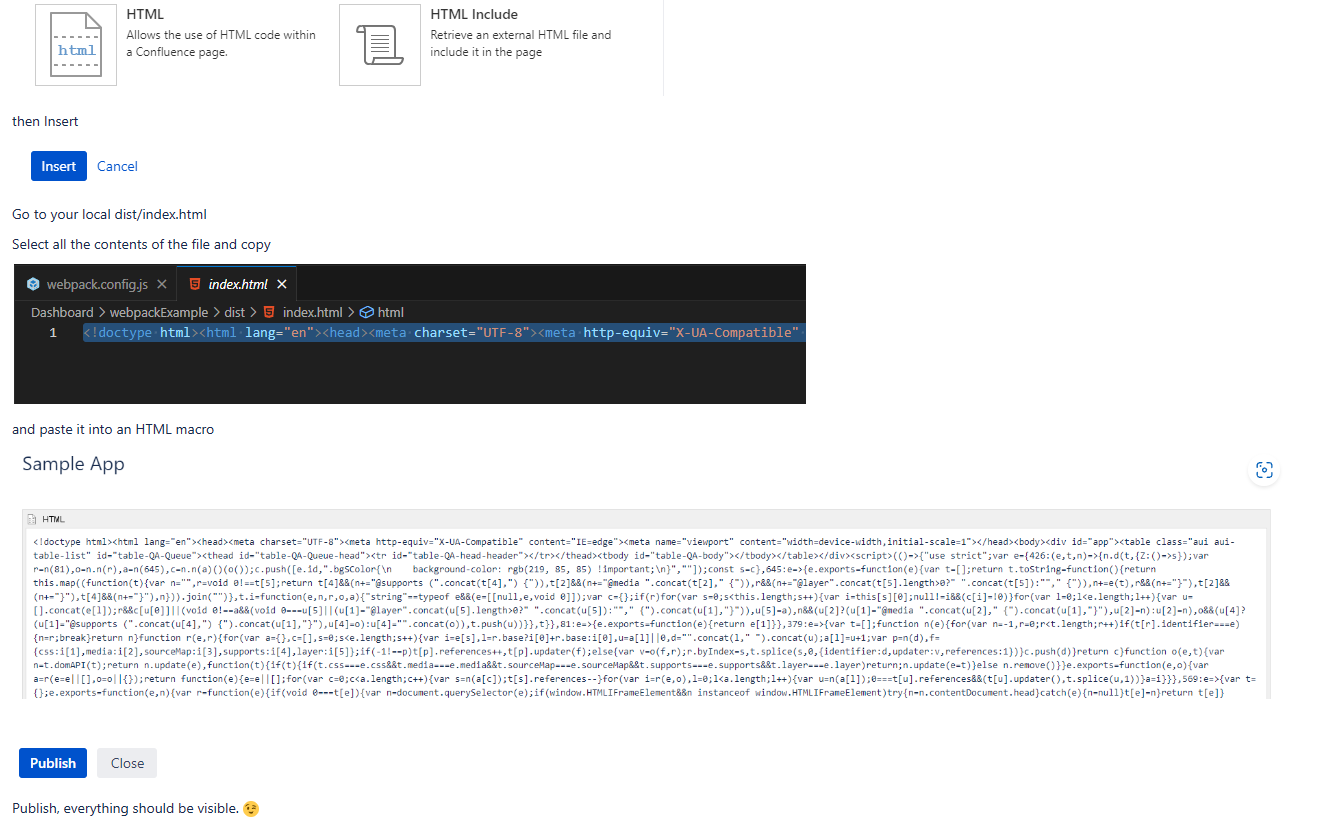 HTML
Allows the use of HTML code within
a Confluence page.
html
HTML Include
Retrieve an external HTML file and
include it in the page
then Insert
Insert Cancel
Go to your local dist/index.html
Select all the contents of the file and copy
webpack.config.js index.html
Dashboard > webpackExample > dist > index.html > html
1 <!doctype·html><html·lang="en"><head><meta·charset="UTF-8"><meta·http-equiv="X-UA-Compatible"·
and paste it into an HTML macro
Sample App
HTML
<!doctype html><html lang="en"><head><meta charset="UTF-8"><meta http-equiv="X-UA-Compatible" content="IE=edge"><meta name="viewport" content="width=device-width,initial-scale=1"></head><body><div id="app"><table class="aui aui-
table-list" id="table-QA-Queue"><thead id="table-QA-Queue-head"><tr id="table-QA-head-header"></tr></thead><tbody id="table-QA-body"></tbody></table></div><script>(()=>{"use strict";var e={426:(e,t,n)=>{n.d(t,{Z:()=>s});var
r=n(81),o=n.n(r),a=n(645),c=n.n(a)()(o());c.push([e.id,".bgSColor{\n    background-color: rgb(219, 85, 85) !important;\n}",""]);const s=c},645:e=>{e.exports=function(e){var t=[];return t.toString=function(){return
this.map((function(t){var n="",r=void 0!==t[5];return t[4]&&(n+="@supports (".concat(t[4],") {")),t[2]&&(n+="@media ".concat(t[2]," {")),r&&(n+="@layer".concat(t[5].length>0?" ".concat(t[5]):""," {")),n+=e(t),r&&(n+="}"),t[2]&&
(n+="}"),t[4]&&(n+="}"),n})).join("")},t.i=function(e,n,r,o,a){"string"==typeof e&&(e=[[null,e,void 0]]);var c={};if(r)for(var s=0;s<this.length;s++){var i=this[s][0];null!=i&&(c[i]=!0)}for(var l=0;l<e.length;l++){var u=
[].concat(e[l]);r&&c[u[0]]||(void 0!==a&&(void 0===u[5]||(u[1]="@layer".concat(u[5].length>0?" ".concat(u[5]):""," {").concat(u[1],"}")),u[5]=a),n&&(u[2]?(u[1]="@media ".concat(u[2]," {").concat(u[1],"}"),u[2]=n):u[2]=n),o&&(u[4]?
(u[1]="@supports (".concat(u[4],") {").concat(u[1],"}"),u[4]=o):u[4]="".concat(o)),t.push(u))}},t}},81:e=>{e.exports=function(e){return e[1]}},379:e=>{var t=[];function n(e){for(var n=-1,r=0;r<t.length;r++)if(t[r].identifier===e)
{n=r;break}return n}function r(e,r){for(var a={},c=[],s=0;s<e.length;s++){var i=e[s],l=r.base?i[0]+r.base:i[0],u=a[l]||0,d="".concat(l," ").concat(u);a[l]=u+1;var p=n(d),f=
{css:i[1],media:i[2],sourceMap:i[3],supports:i[4],layer:i[5]};if(-1!==p)t[p].references++,t[p].updater(f);else{var v=o(f,r);r.byIndex=s,t.splice(s,0,{identifier:d,updater:v,references:1})}c.push(d)}return c}function o(e,t){var
n=t.domAPI(t);return n.update(e),function(t){if(t){if(t.css===e.css&&t.media===e.media&&t.sourceMap===e.sourceMap&&t.supports===e.supports&&t.layer===e.layer)return;n.update(e=t)}else n.remove()}}e.exports=function(e,o){var
a=r(e=e||[],o=o||{});return function(e){e=e||[];for(var c=0;c<a.length;c++){var s=n(a[c]);t[s].references--}for(var i=r(e,o),l=0;l<a.length;l++){var u=n(a[l]);0===t[u].references&&(t[u].updater(),t.splice(u,1))}a=i}}},569:e=>{var t=
{};e.exports=function(e,n){var r=function(e){if(void 0===t[e]){var n=document.querySelector(e);if(window.HTMLIFrameElement&&n instanceof window.HTMLIFrameElement)try{n=n.contentDocument.head}catch(e){n=null}t[e]=n}return t[e]}
Publish Close
Publish, everything should be visible. 😉